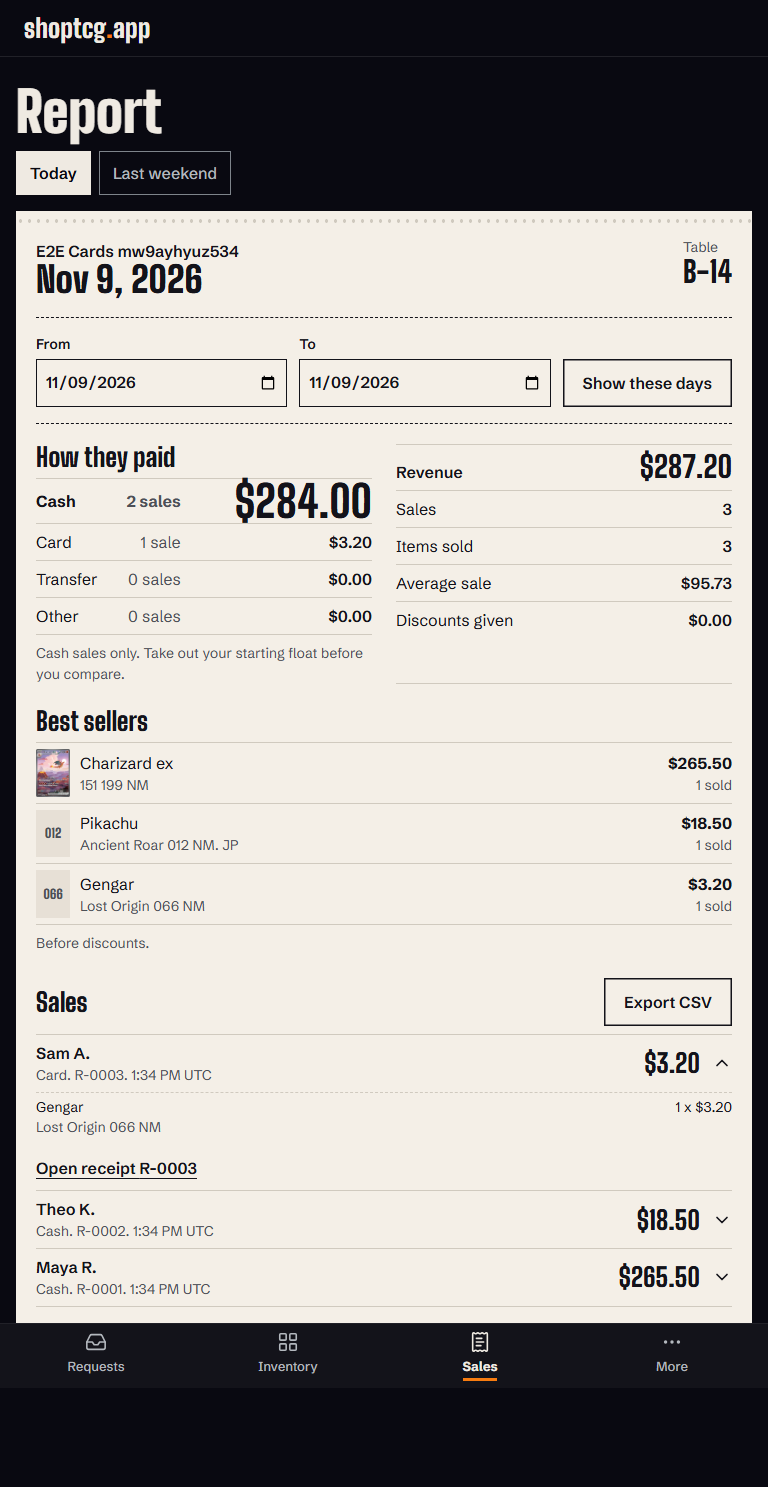 shoptcg.app
Report
Today
Last weekend
E2E Cards mw9ayhyuz534
Nov 9, 2026
Table
B-14
From
To
11/09/2026
11/09/2026
Show these days
How they paid
Cash 2 sales $284.00
Card 1 sale $3.20
Transfer 0 sales $0.00
Other 0 sales $0.00
Cash sales only. Take out your starting float before
you compare.
Revenue $287.20
Sales 3
Items sold 3
Average sale $95.73
Discounts given $0.00
Best sellers
Charizard ex $265.50
151 199 NM 1 sold
012
Pikachu $18.50
Ancient Roar 012 NM. JP 1 sold
066
Gengar $3.20
Lost Origin 066 NM 1 sold
Before discounts.
Sales
Export CSV
Sam A. $3.20
Card. R-0003. 1:34 PM UTC
Gengar 1 x $3.20
Lost Origin 066 NM
Open receipt R-0003
Theo K. $18.50
Cash. R-0002. 1:34 PM UTC
Maya R. $265.50
Cash. R-0001. 1:34 PM UTC
Requests
Inventory
Sales
More